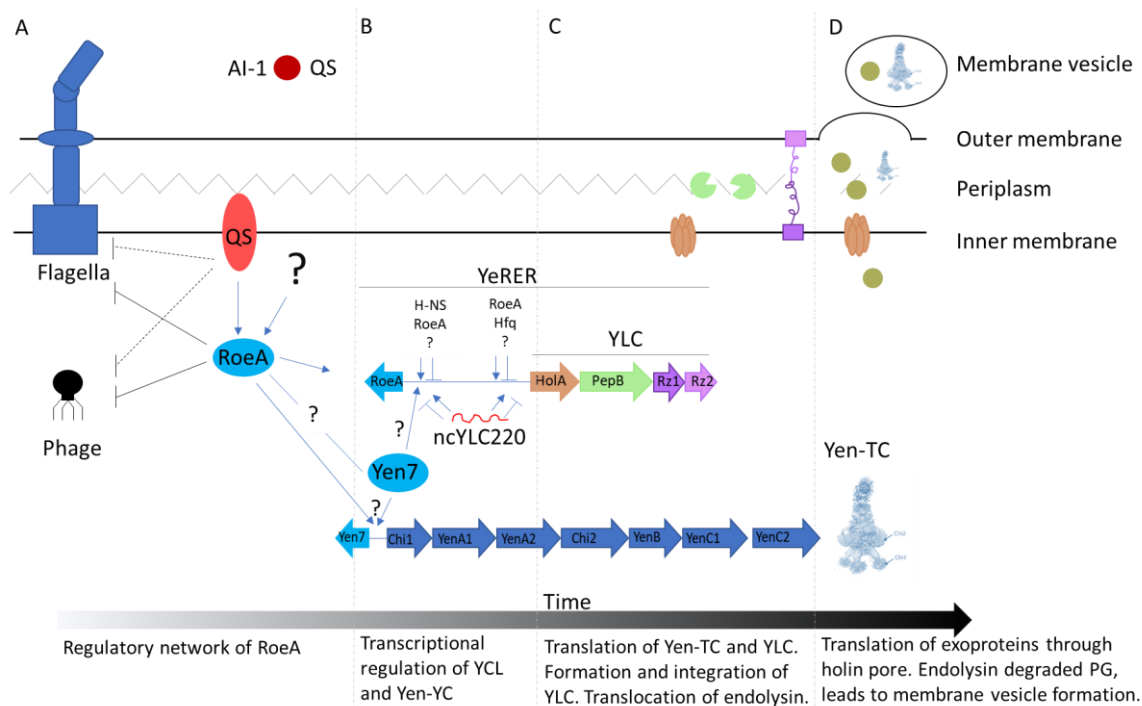 A
B
C
D
AI-1 QS
Membrane vesicle
Outer membrane
Periplasm
Inner membrane
QS
Flagella
?
YeRER
H-NS
RoeA
?
RoeA
Hfq
?
YLC
RoeA
RoeA
HolA
PepB
Rz1
Rz2
Phage
?
?
ncYLC220
Yen7
Yen-TC
?
Yen7
Chi1
YenA1
YenA2
Chi2
YenB
YenC1
YenC2
Chi2
Chi1
Time
Regulatory network of RoeA
Transcriptional
regulation of YCL
and Yen-YC
Translation of Yen-TC and YLC.
Formation and integration of
YLC. Translocation of endolysin.
Translation of exoproteins through
holin pore. Endolysin degraded PG,
leads to membrane vesicle formation.